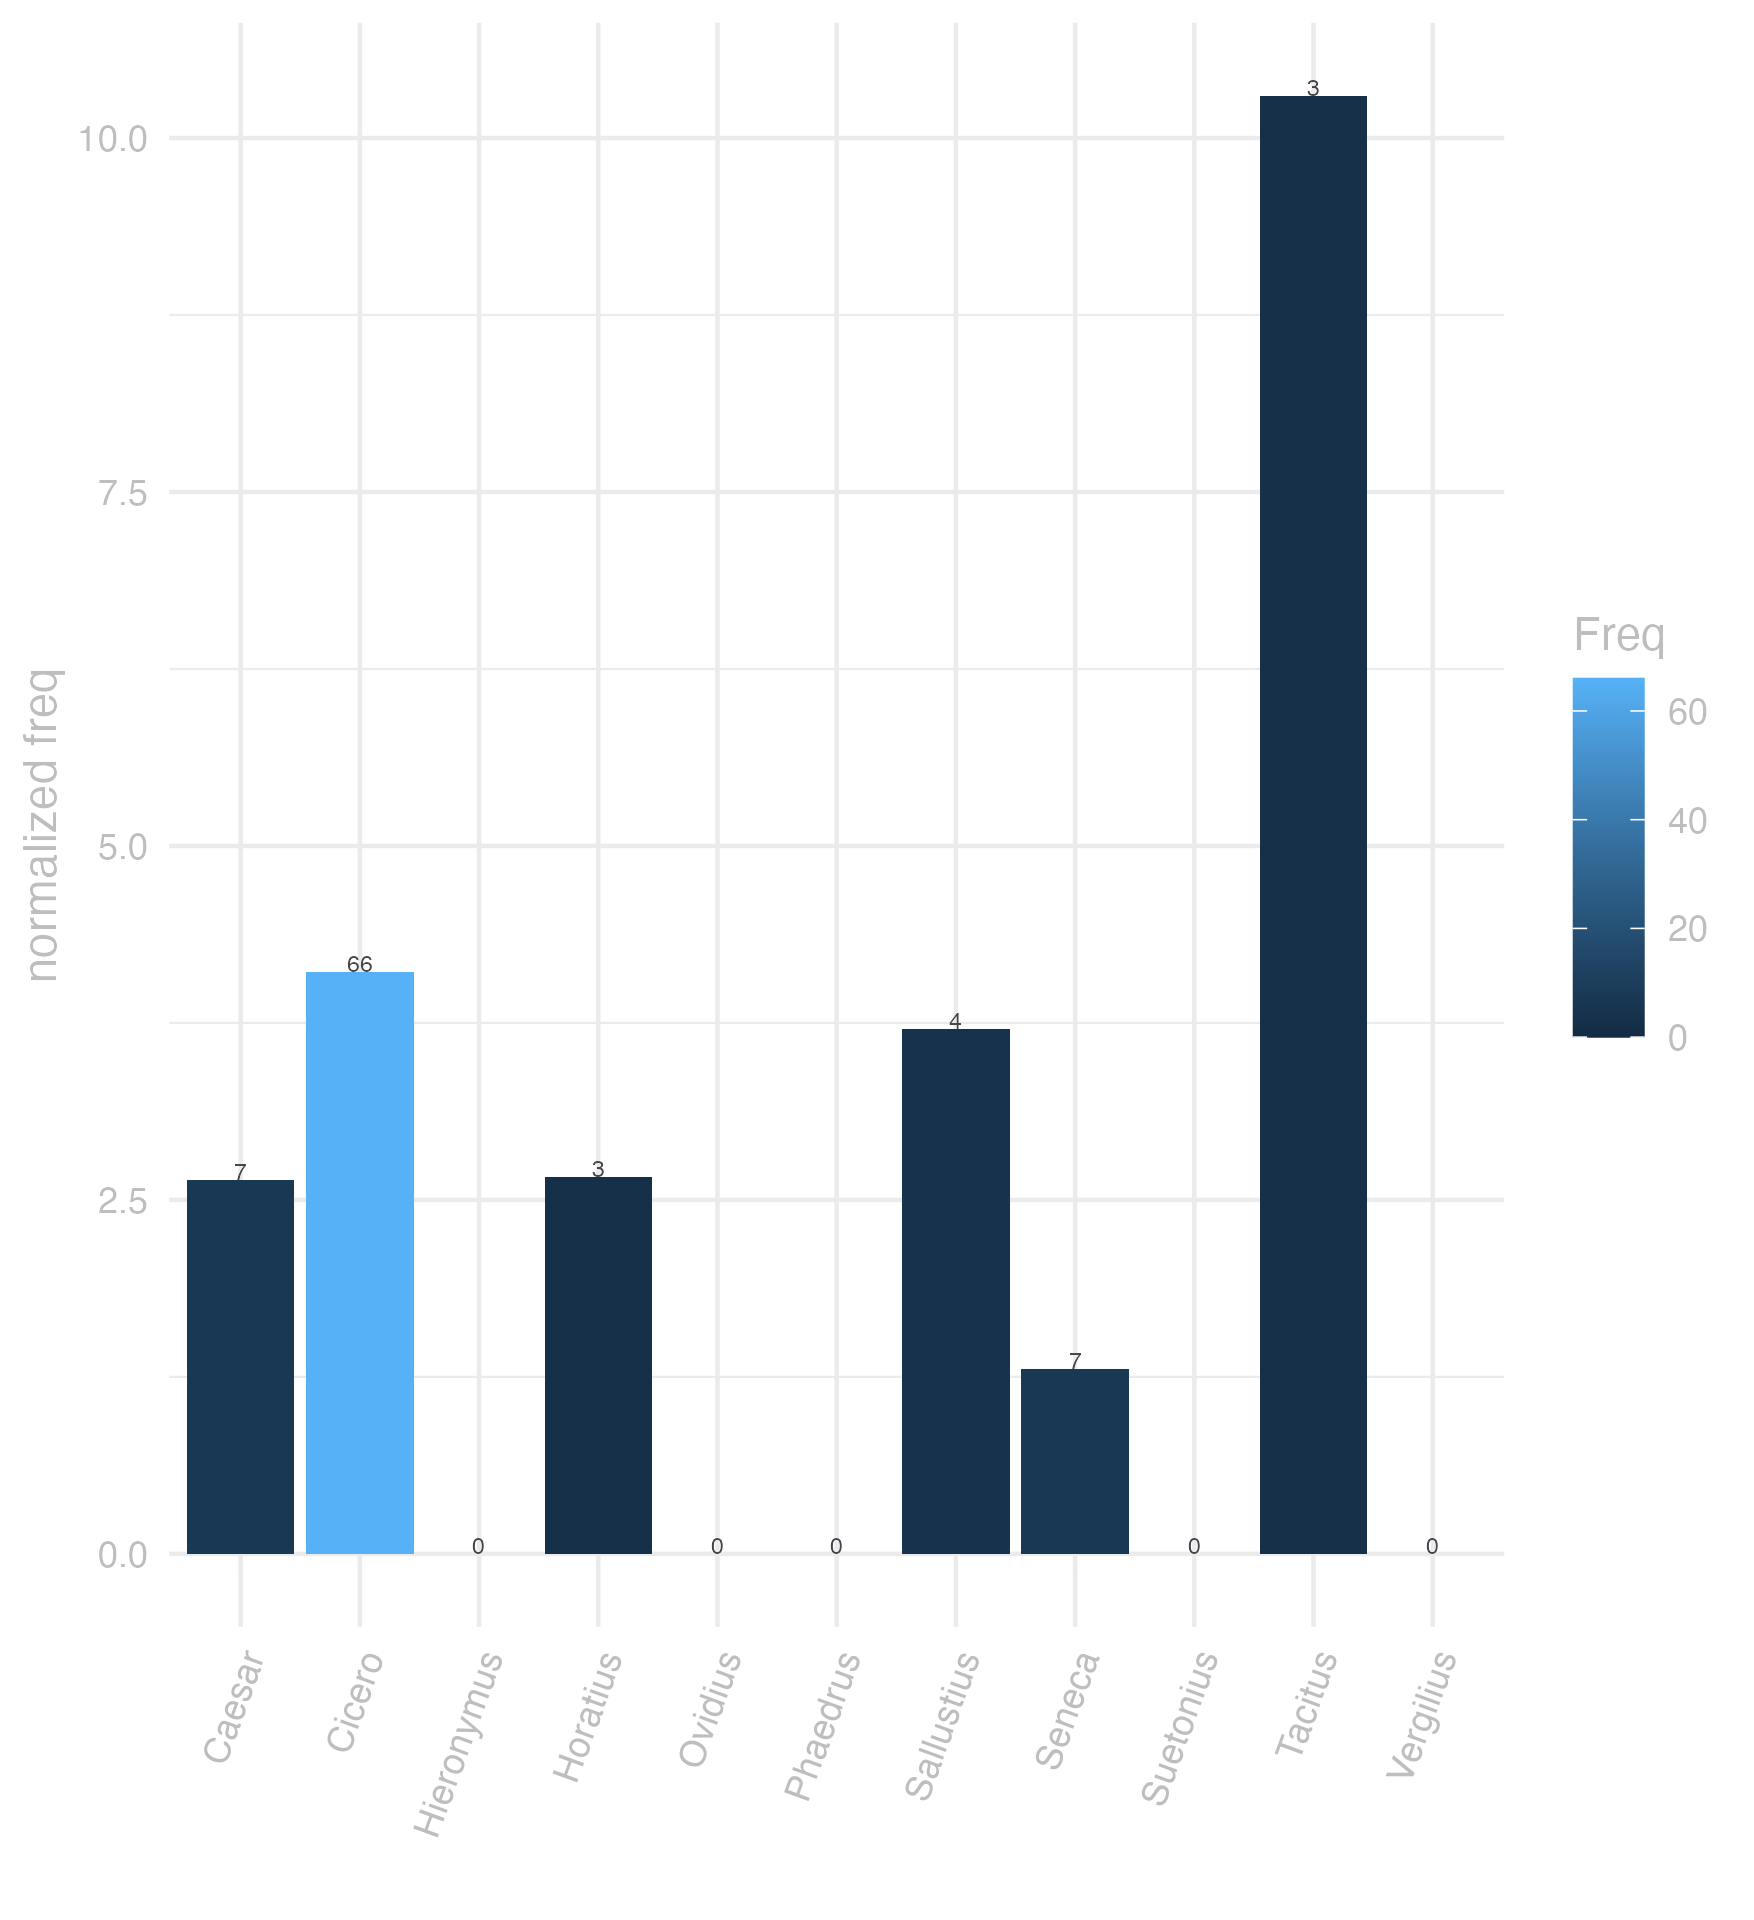 3
10.0
7.5
Freq
60
40
20
0
normalized freq
5.0
66
4
7
3
2.5
7
0.0
0
0
0
0
0
Caesar
Cicero
Hieronymus
Horatius
Ovidius
Phaedrus
Sallustius
Seneca
Suetonius
Tacitus
Vergilius